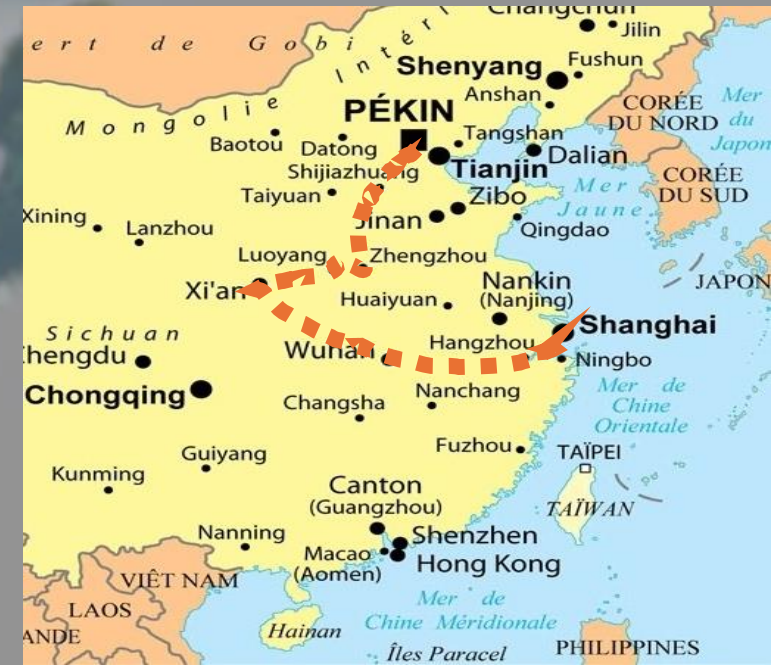 Changchun
Jilin
ert de Gobi
Mongolie Intéri
Fushun
Shenyang
Anshan
PÉKIN
CORÉE
DU NORD
Mer
du
Japon
Baotou
Datong
Tangshan
Dalian
Shijiazhuang
Tianjin
CORÉE
DU SUD
Taiyuan
Zibo
Mer
Jaune
Xining
Lanzhou
Jinan
Qingdao
Luoyang
Zhengzhou
Xi'an
Huaiyuan
Nankin
(Nanjing)
JAPON
Sichuan
Shanghai
Chengdu
Wuhan
Hangzhou
Ningbo
Chongqing
Changsha
Nanchang
Mer de
Chine
Orientale
Guiyang
Fuzhou
TAÏPEI
Kunming
Canton
(Guangzhou)
TAÏWAN
Nanning
Shenzhen
Macao
(Aomen)
Hong Kong
VIÊT NAM
LAOS
ANDE
Hainan
Mer de
Chine Méridionale
Îles Paracel
PHILIPPINES